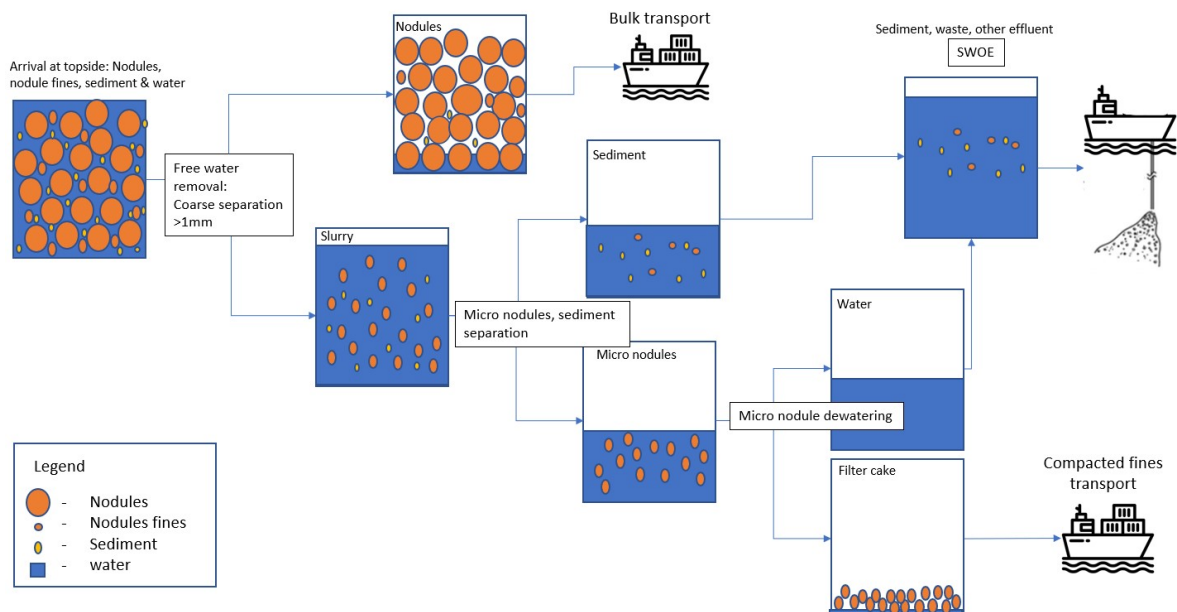 Arrival at topside: Nodules,
nodule fines, sediment & water
Free water
removal:
Coarse separation
>1mm
Nodules
Bulk transport
Slurry
Micro nodules, sediment
separation
Sediment
Micro nodules
Micro nodule dewatering
Sediment, waste, other effluent
SWOE
Water
Filter cake
Compacted fines
transport
Legend
- Nodules
- Nodules fines
- Sediment
- water